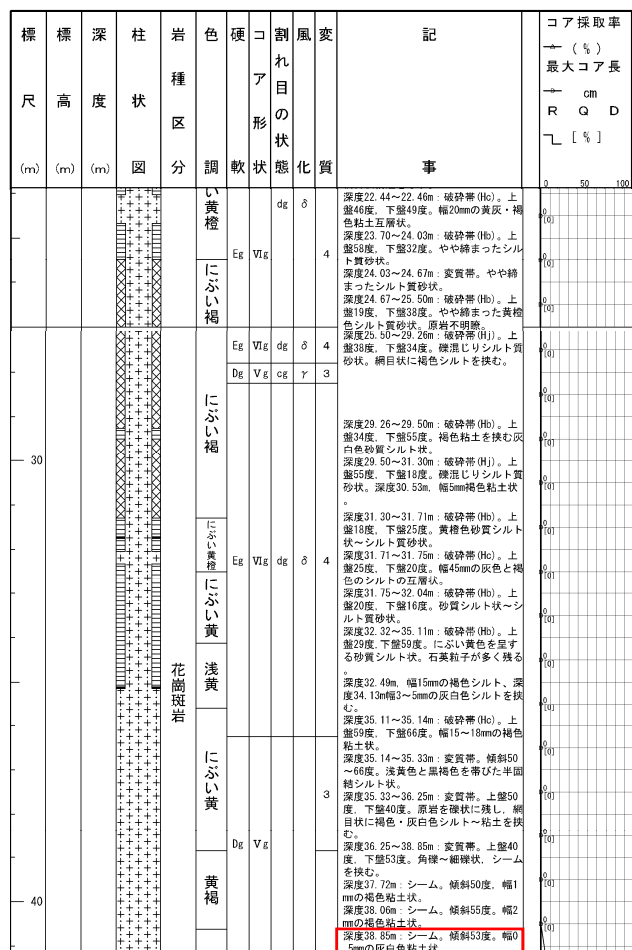 標尺(m)
標高(m)
深度(m)
柱状図
岩種区分
色調
硬軟
コア形状
割れ目の状態
風化
変質
記事
コア採取率
(%)
最大コア長
cm
R Q D
[%]
0 50 100
い黄橙
dg δ
Eg Ⅵg
4
にぶい褐
深度22.44~22.46m:破砕帯(Hc)。上
盤46度, 下盤49度。幅20mmの黄灰・褐
色粘土互層状。
深度23.70~24.03m:破砕帯(Hb)。上
盤58度, 下盤32度。やや締まったシル
ト質砂状。
深度24.03~24.67m:変質帯。やや締
まったシルト質砂状。
深度24.67~25.50m:破砕帯(Hb)。上
盤19度, 下盤38度。やや締まった黄橙
色シルト質砂状。原岩不明瞭。
Eg Ⅵg dg δ 4
Dg Ⅴg cg γ 3
深度25.50~29.26m:破砕帯(Hj)。上
盤38度, 下盤34度。礫混じりシルト質
砂状。網目状に褐色シルトを挟む。
にぶい褐
30
深度29.26~29.50m:破砕帯(Hb)。上
盤34度, 下盤55度。褐色粘土を挟む灰
白色砂質シルト状。
深度29.50~31.30m:破砕帯(Hj)。上
盤55度, 下盤18度。礫混じりシルト質
砂状。深度30.53m, 幅5mm褐色粘土状
。
にぶい黄橙
Eg Ⅵg dg δ 4
深度31.30~31.71m:破砕帯(Hb)。上
盤18度, 下盤25度。黄橙色砂質シルト
状~シルト質砂状。
深度31.71~31.75m:破砕帯(Hc)。上
盤25度, 下盤20度。幅45mmの灰色と褐
色のシルトの互層状。
にぶい黄
深度31.75~32.04m:破砕帯(Hb)。上
盤20度, 下盤16度。砂質シルト状~シ
ルト質砂状。
深度32.32~35.11m:破砕帯(Hb)。上
盤29度, 下盤59度。にぶい黄色を呈す
る砂質シルト状。石英粒子が多く残る
。
浅黄
花崗斑岩
深度32.49m, 幅15mmの褐色シルト、深
度34.13m幅3~5mmの灰白色シルトを挟
む。
深度35.11~35.14m:破砕帯(Hc)。上
盤59度, 下盤66度。幅15~18mmの褐色
粘土状。
にぶい黄
深度35.14~35.33m:変質帯。傾斜50
~66度。浅黄色と黒褐色を帯びた半固
結シルト状。
3
深度35.33~36.25m:変質帯。上盤50
度, 下盤40度。原岩を礫状に残し, 網
目状に褐色・灰白色シルト~粘土を挟
む。
Dg Ⅴg
深度36.25~38.85m:変質帯。上盤40
度, 下盤53度。角礫~細礫状, シーム
を挟む。
黄褐
40
深度37.72m:シーム。傾斜50度, 幅1
mmの褐色粘土状。
深度38.06m:シーム。傾斜55度, 幅2
mmの褐色粘土状。
深度38.85m:シーム。傾斜53度。幅0
.5mmの灰白色粘土状